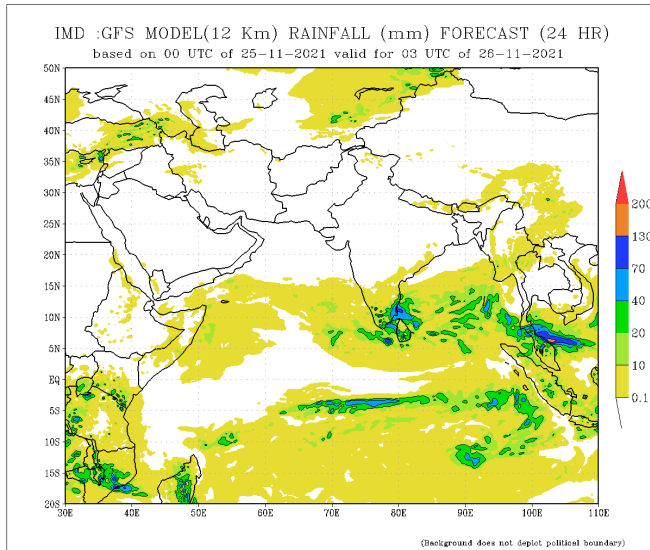 IMD :GFS MODEL(12 Km) RAINFALL (mm) FORECAST (24 HR)
based on 00 UTC of 25-11-2021 valid for 03 UTC of 26-11-2021
50N
45N
40N
35N
30N
25N
20N
15N
10N
5N
EQ
5S
10S
15S
20S
30E
40E
50E
60E
70E
80E
90E
100E
110E
200
130
70
40
20
10
0.1
(Background does not depict political boundary)